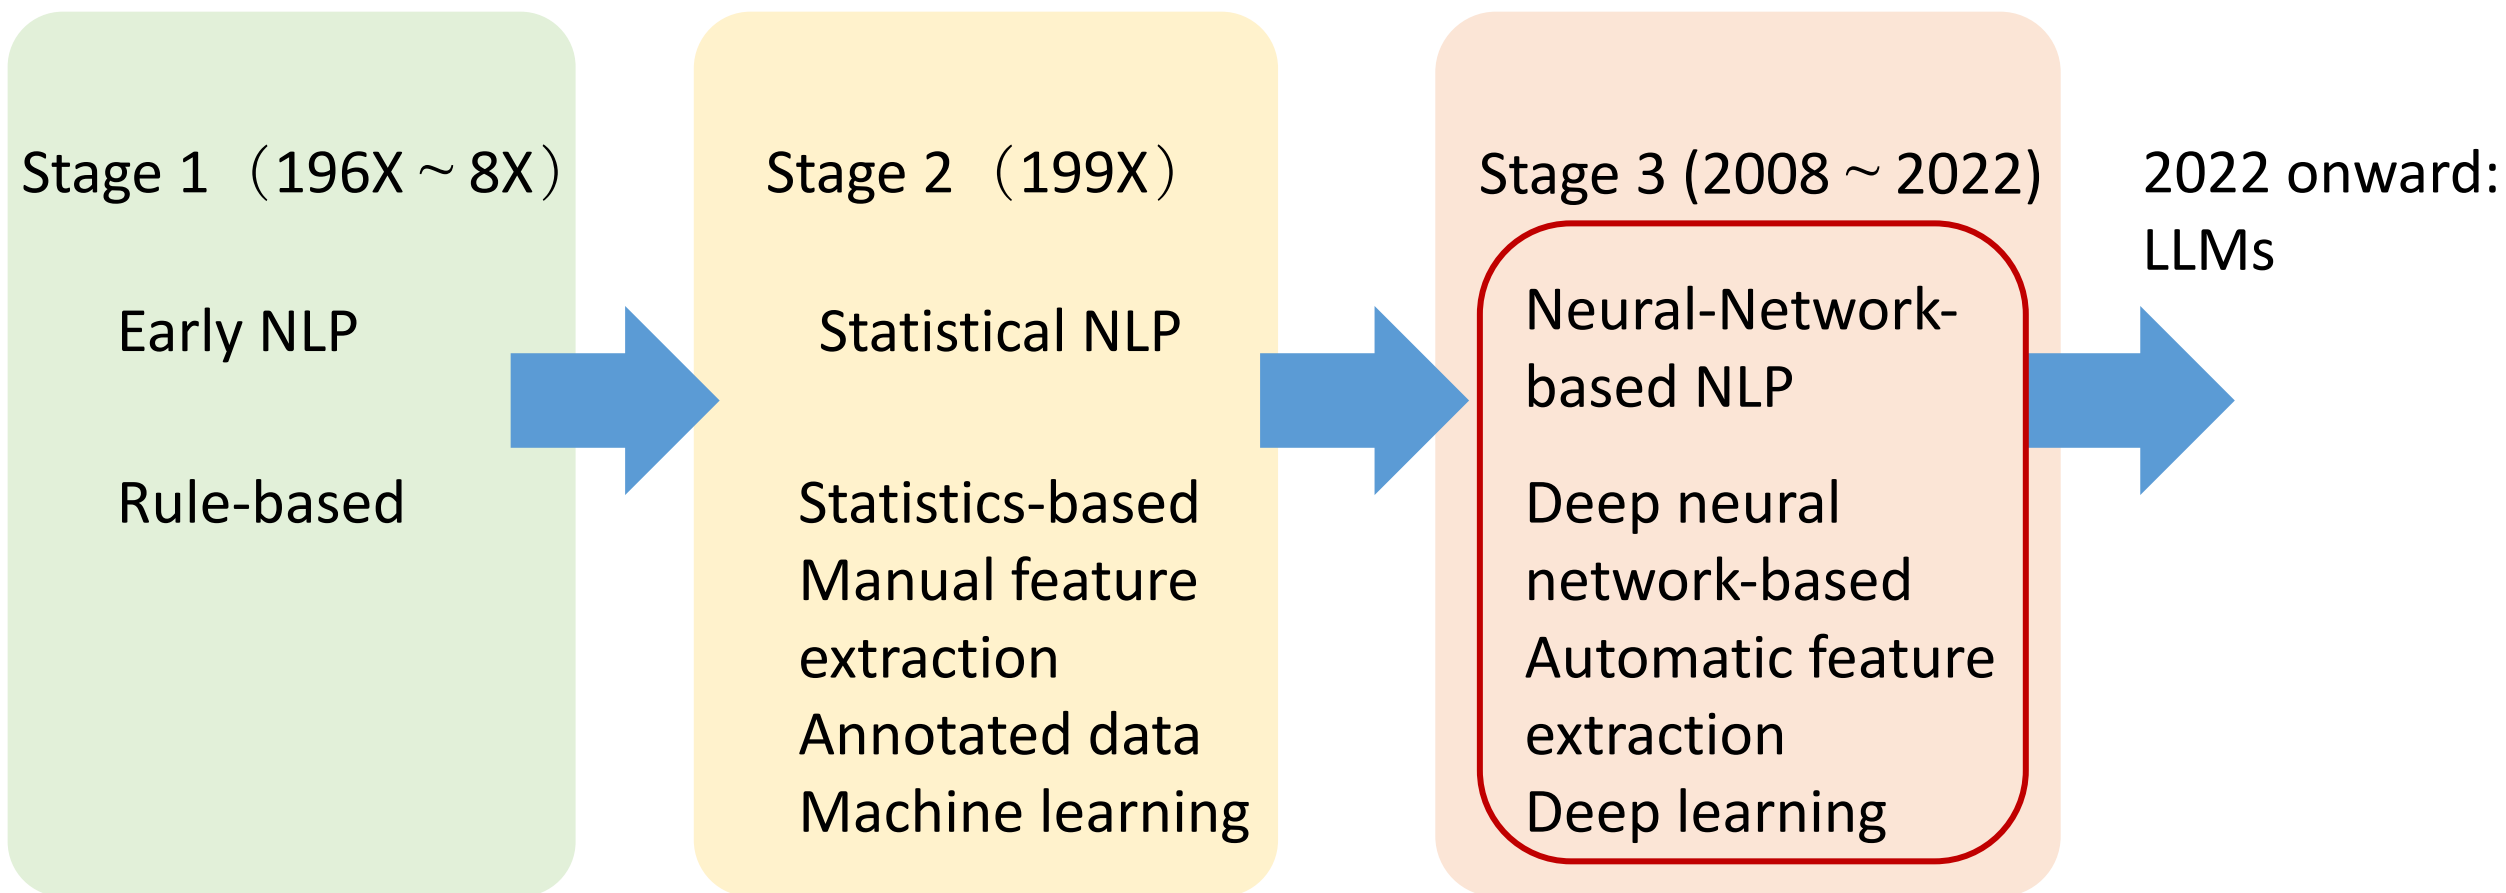 Stage 1 （196X ~ 8X）
Early NLP
Rule-based
Stage 2 （199X）
Statistical NLP
Statistics-based
Manual feature
extraction
Annotated data
Machine learning
Stage 3 (2008 ~ 2022)
Neural-Network-
based NLP
Deep neural
network-based
Automatic feature
extraction
Deep learning
2022 onward:
LLMs